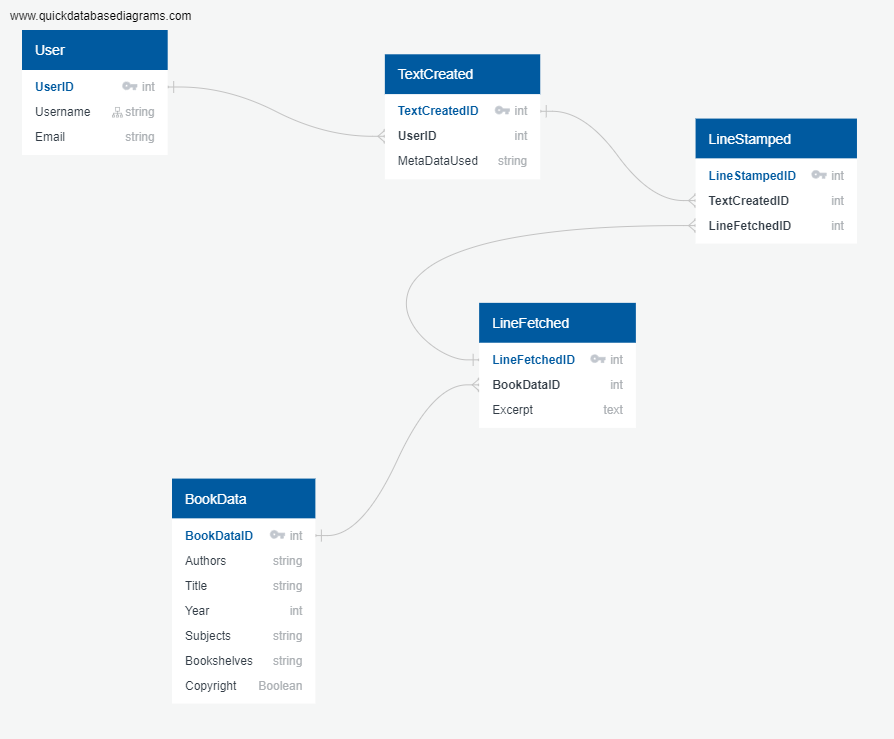 www.quickdatabasediagrams.com
User
UserID int
Username string
Email string
TextCreated
TextCreatedID int
UserID int
MetaDataUsed string
LineStamped
LineStampedID int
TextCreatedID int
LineFetchedID int
LineFetched
LineFetchedID int
BookDataID int
Excerpt text
BookData
BookDataID int
Authors string
Title string
Year int
Subjects string
Bookshelves string
Copyright Boolean